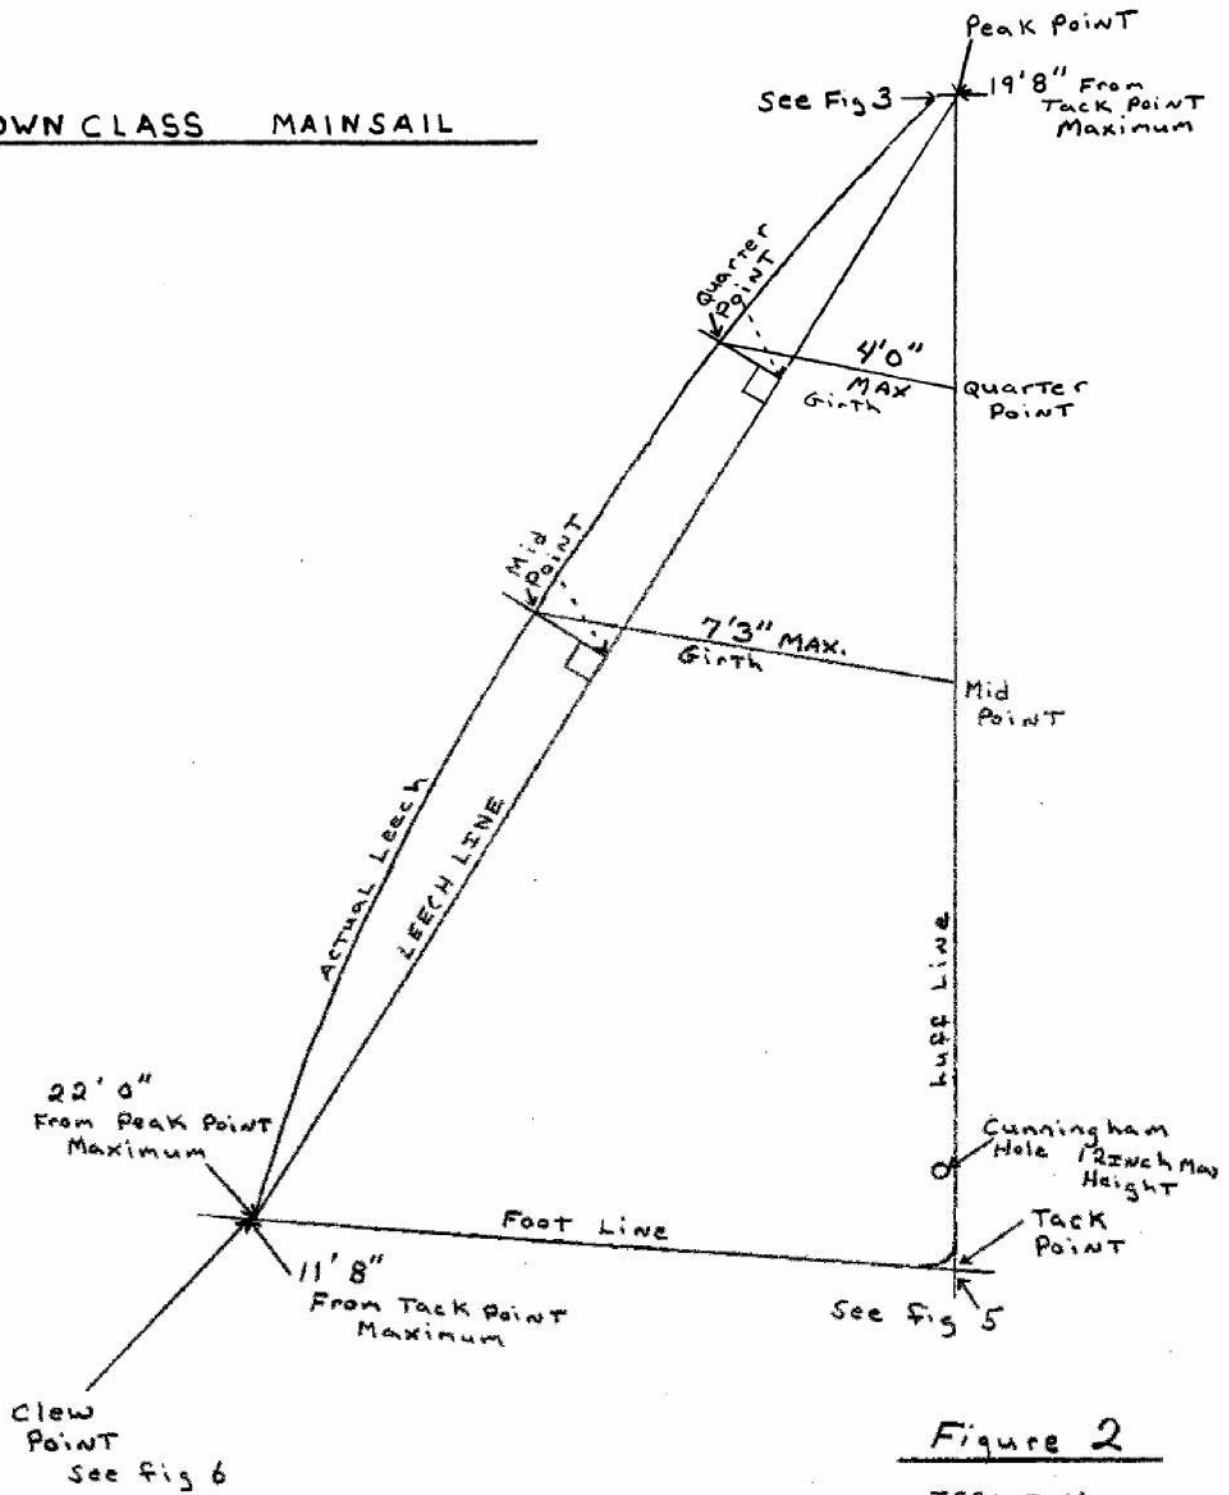 Peak PoinT
OWN CLASS MAINSAIL
See Fig 3
19'8" From
Tack PoinT
Maximum
Quarter
PoinT
4'0"
MAX
Girth
Quarter
PoinT
Mid
PoinT
7'3" MAX.
Girth
Mid
PoinT
ACTUAL Leech
LEECH LINE
Luff Line
22' 0"
From Peak PoinT
Maximum
Cunningham
Hole 12Inch Max
Height
Foot Line
Tack
PoinT
11' 8"
From Tack PoinT
Maximum
See fig 5
Clew
PoinT
See fig 6
Figure 2